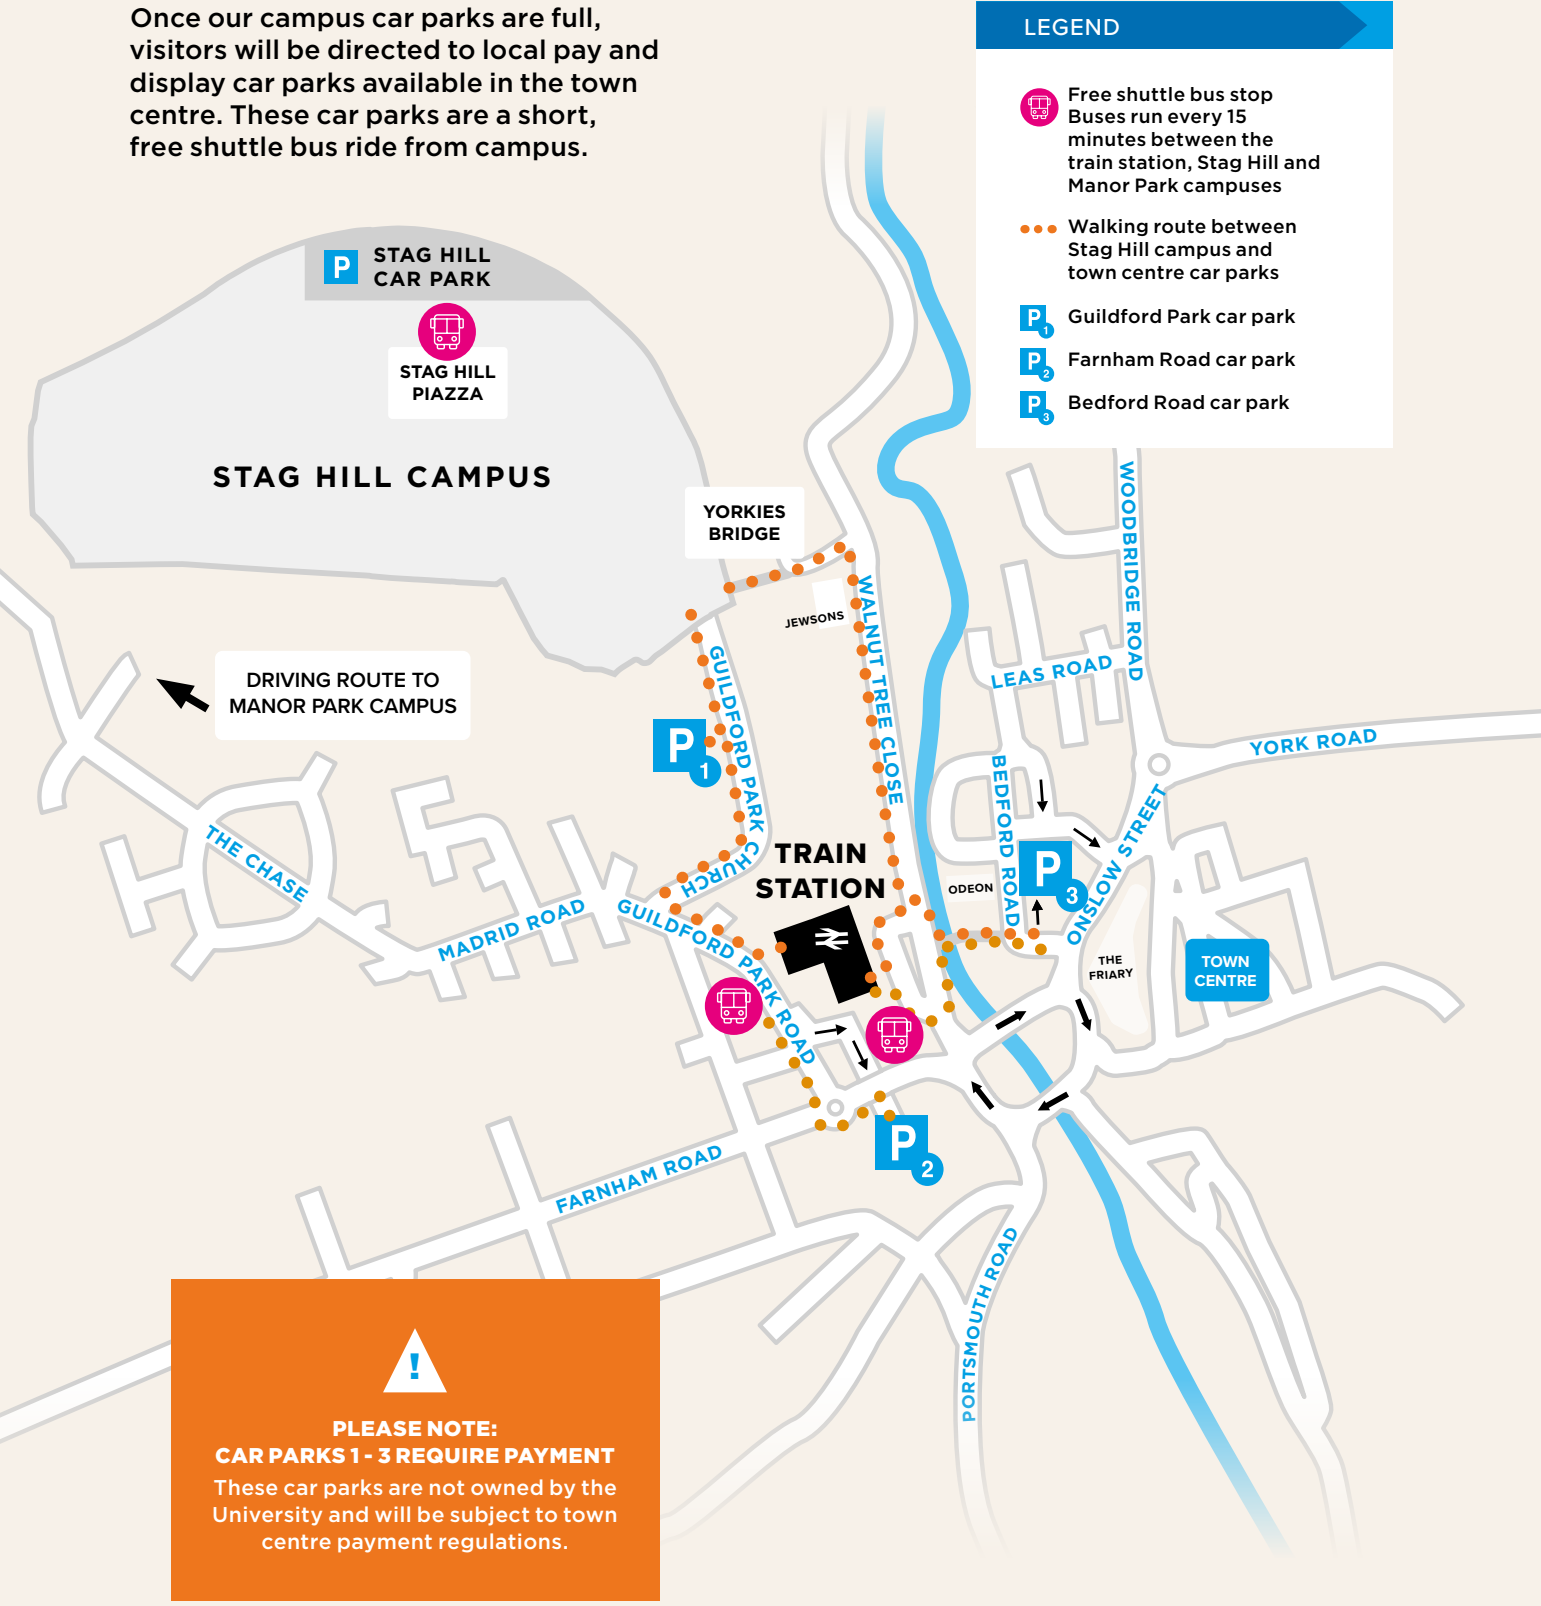 Once our campus car parks are full,
visitors will be directed to local pay and
display car parks available in the town
centre. These car parks are a short,
free shuttle bus ride from campus.
LEGEND
Free shuttle bus stop
Buses run every 15
minutes between the
train station, Stag Hill and
Manor Park campuses
Walking route between
Stag Hill campus and
town centre car parks
P1
Guildford Park car park
P2
Farnham Road car park
P3
Bedford Road car park
P
STAG HILL
CAR PARK
STAG HILL
PIAZZA
STAG HILL CAMPUS
YORKIES
BRIDGE
JEWSONS
WALNUT TREE CLOSE
WOODBRIDGE ROAD
LEAS ROAD
YORK ROAD
DRIVING ROUTE TO
MANOR PARK CAMPUS
GUILDFORD PARK
CHURCH
P
1
BEDFORD ROAD
ONSLOW STREET
THE CHASE
TRAIN
STATION
ODEON
P
3
MADRID ROAD
GUILDFORD PARK ROAD
THE
FRIARY
TOWN
CENTRE
P
2
FARNHAM ROAD
PORTSMOUTH ROAD
!
PLEASE NOTE:
CAR PARKS 1 - 3 REQUIRE PAYMENT
These car parks are not owned by the
University and will be subject to town
centre payment regulations.